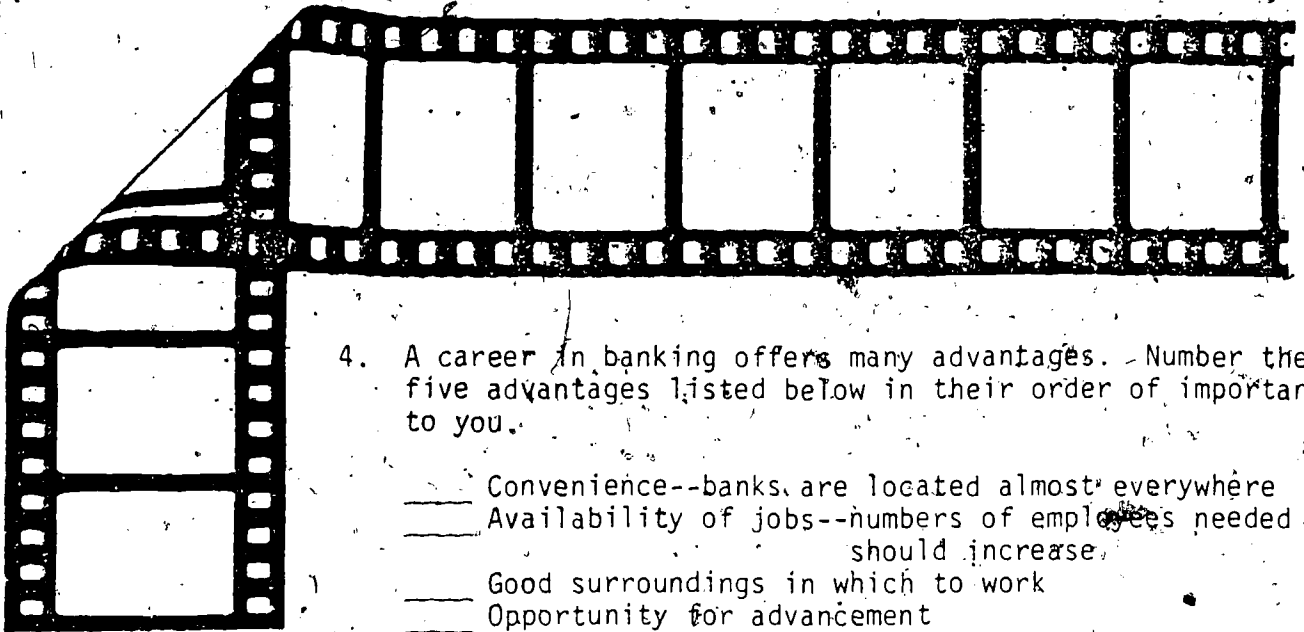 4. A career in banking offers many advantages. Number the
five advantages listed below in their order of importan
to you.
____ Convenience--banks are located almost everywhere
____ Availability of jobs--numbers of employees needed
should increase
____ Good surroundings in which to work
____ Opportunity for advancement